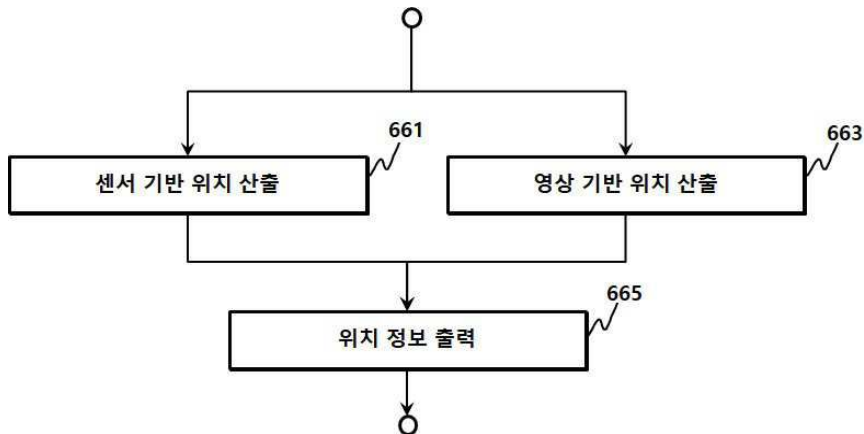 661
센서 기반 위치 산출
663
영상 기반 위치 산출
665
위치 정보 출력